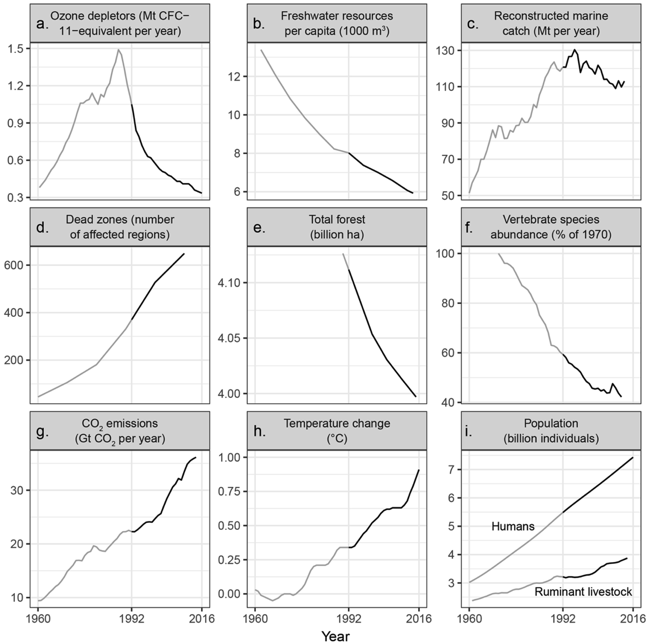 a. Ozone depletors (Mt CFC−
11−equivalent per year)
1.5
1.2
0.9
0.6
0.3
b. Freshwater resources
per capita (1000 m³)
12
10
8
6
c. Reconstructed marine
catch (Mt per year)
130
110
90
70
50
d. Dead zones (number
of affected regions)
600
400
200
e. Total forest
(billion ha)
4.10
4.05
4.00
f. Vertebrate species
abundance (% of 1970)
100
80
60
40
g. CO₂ emissions
(Gt CO₂ per year)
30
20
10
1960 1992 2016
h. Temperature change
(°C)
1.00
0.75
0.50
0.25
0.00
1960 1992 2016
i. Population
(billion individuals)
7
6
5
4
3
Humans
Ruminant livestock
1960 1992 2016
Year